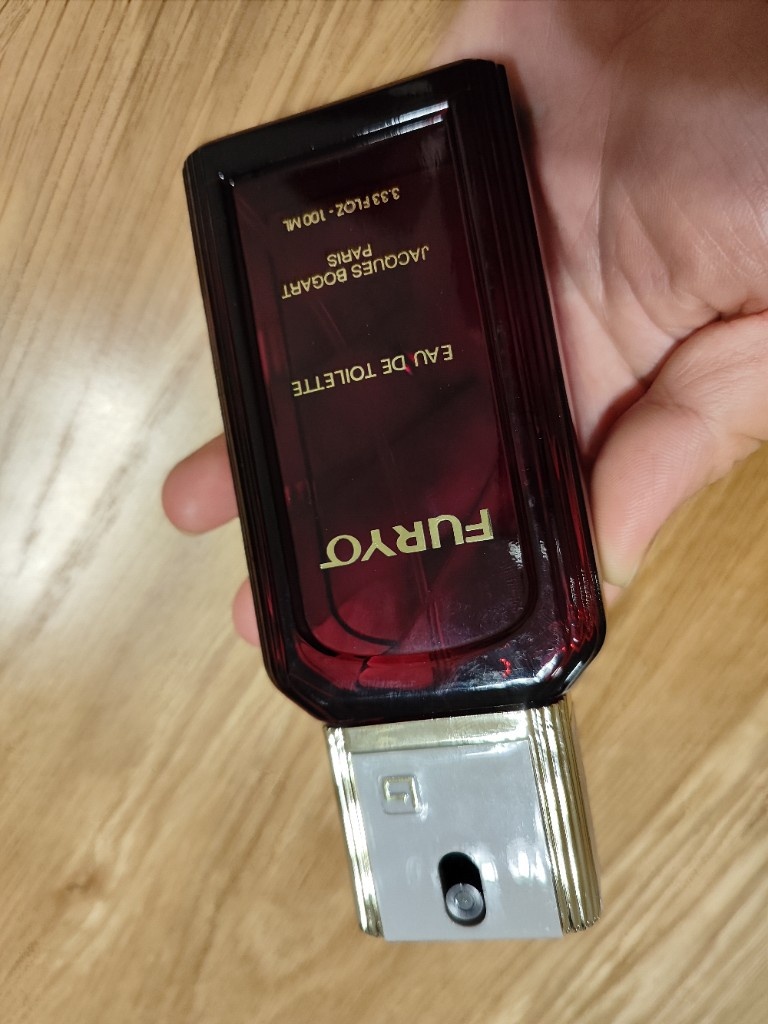 FURYO
EAU DE TOILETTE
JACQUES BOGART
PARIS
3.33 FL.OZ - 100 ML